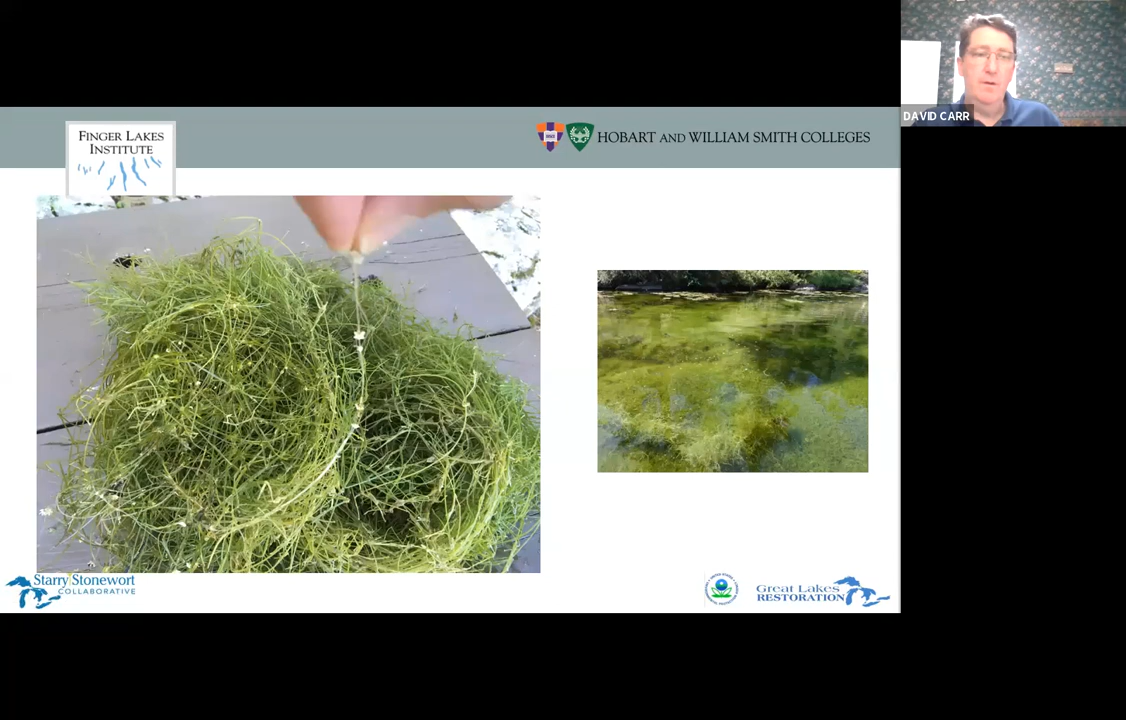 FINGER LAKES
INSTITUTE
HOBART AND WILLIAM SMITH COLLEGES
DAVID CARR
Starry Stonewort
COLLABORATIVE
Great Lakes
RESTORATION